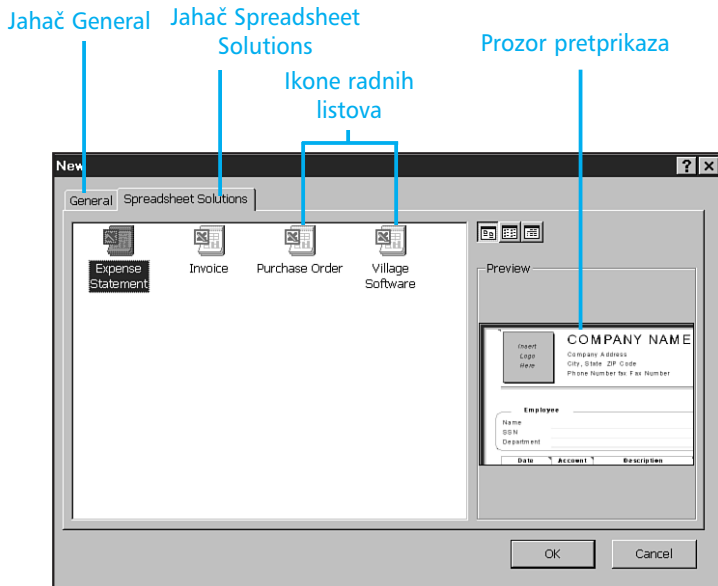 Jahač General
Jahač Spreadsheet
Solutions
Prozor pretprikaza
Ikone radnih
listova
New
General
Spreadsheet Solutions
Expense
Statement
Invoice
Purchase Order
Village
Software
Preview
Insert
Logo
Here
COMPANY NAME
Company Address
City, State ZIP Code
Phone Number fax Fax Number
Employee
Name
SSN
Department
Date Account Description
OK
Cancel